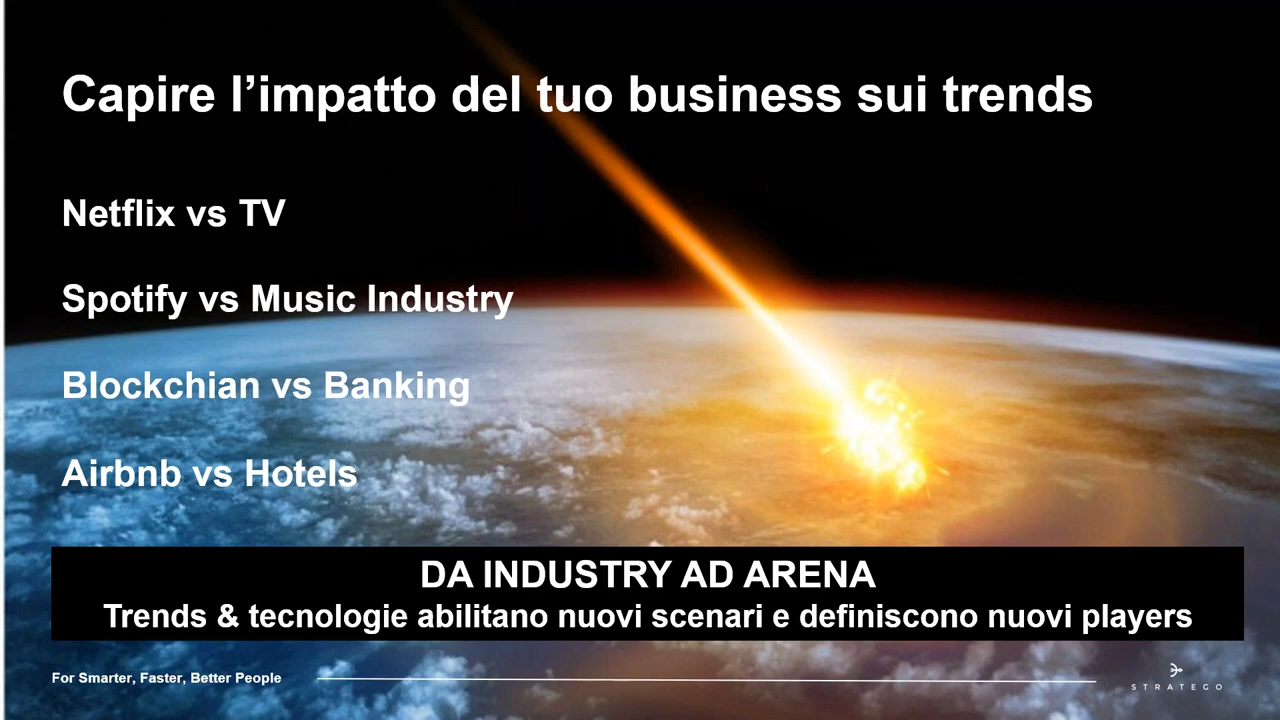 Capire l’impatto del tuo business sui trends
Netflix vs TV
Spotify vs Music Industry
Blockchian vs Banking
Airbnb vs Hotels
DA INDUSTRY AD ARENA
Trends & tecnologie abilitano nuovi scenari e definiscono nuovi players
For Smarter, Faster, Better People
STRATEGO